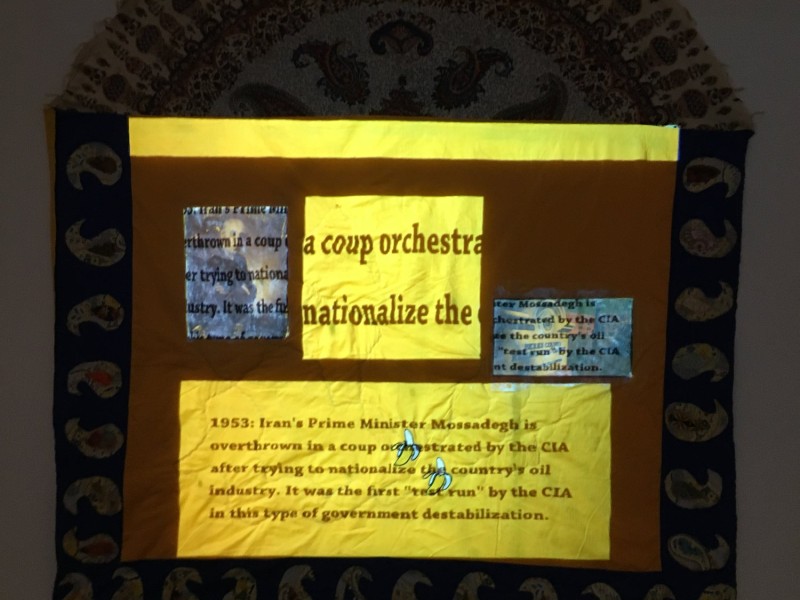 erthrown in a coup
er trying to nationa
ustry. It was the fir
a coup orchestra
nationalize the
ster Mossadegh is
chestrated by the CIA
se the country's oil
"test run" by the CIA
nt destabilization.
1953: Iran's Prime Minister Mossadegh is
overthrown in a coup orchestrated by the CIA
after trying to nationalize the country's oil
industry. It was the first "test run" by the CIA
in this type of government destabilization.